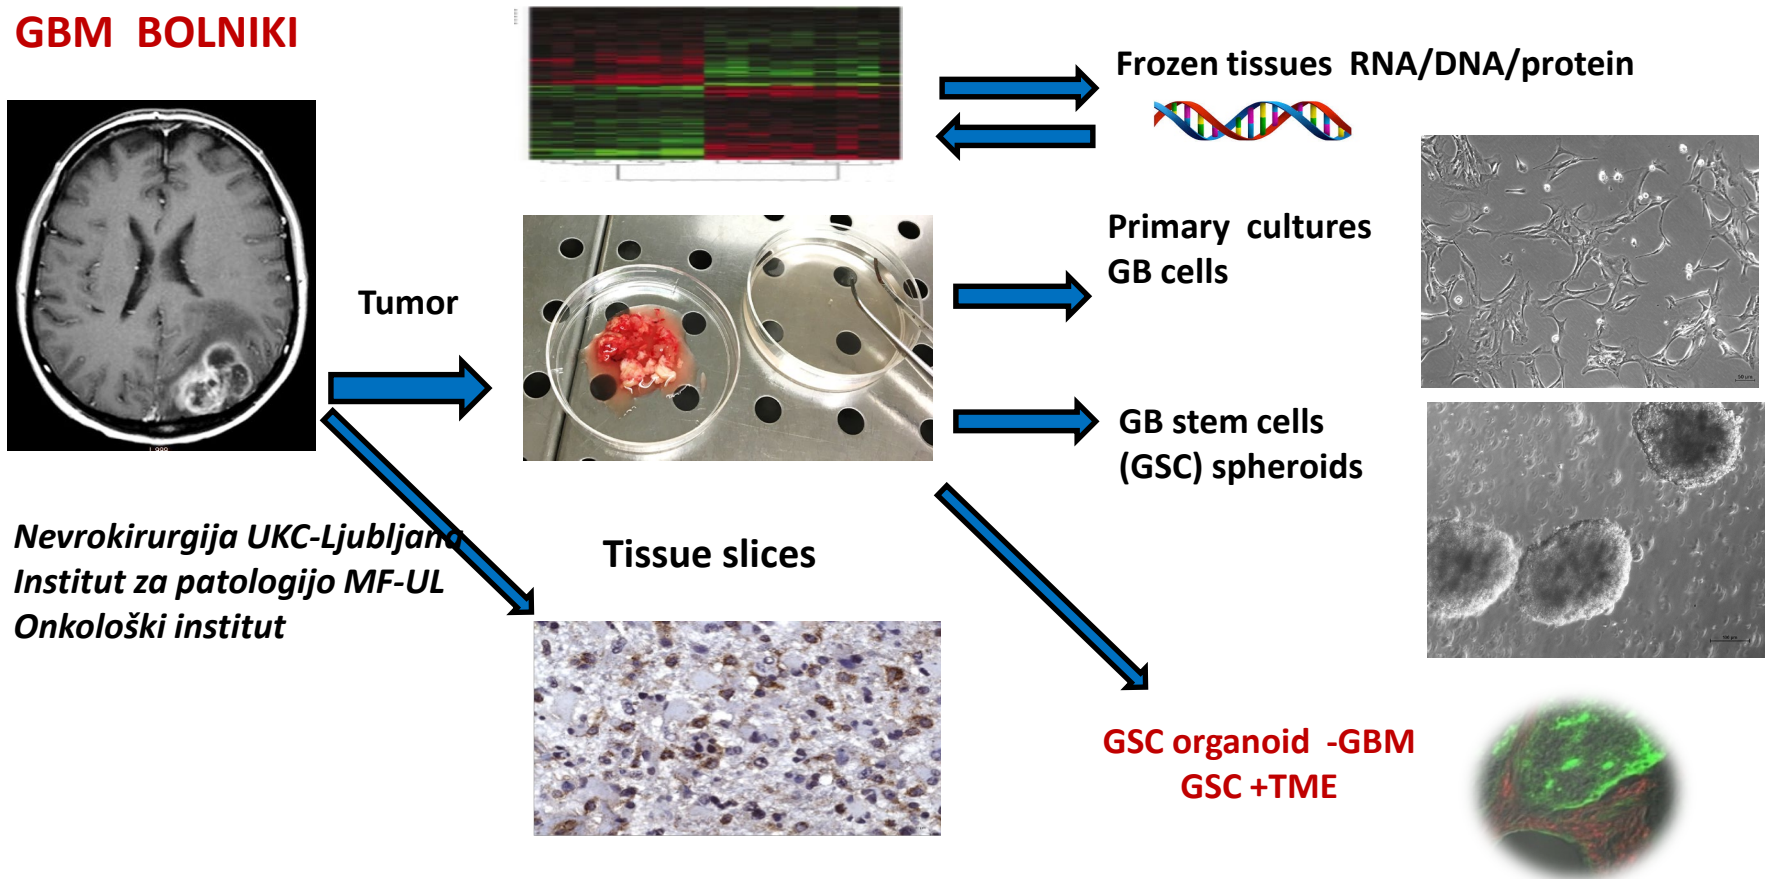 GBM BOLNIKI
Frozen tissues RNA/DNA/protein
Primary cultures
GB cells
Tumor
GB stem cells
(GSC) spheroids
Nevrokirurgija UKC-Ljubljana
Institut za patologijo MF-UL
Onkološki institut
Tissue slices
GSC organoid -GBM
GSC +TME